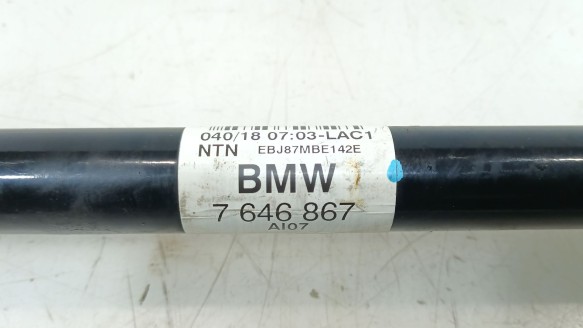 040/18 07:03-LAC1
NTN EBJ87MBE142E
BMW
7 646 867
AI07